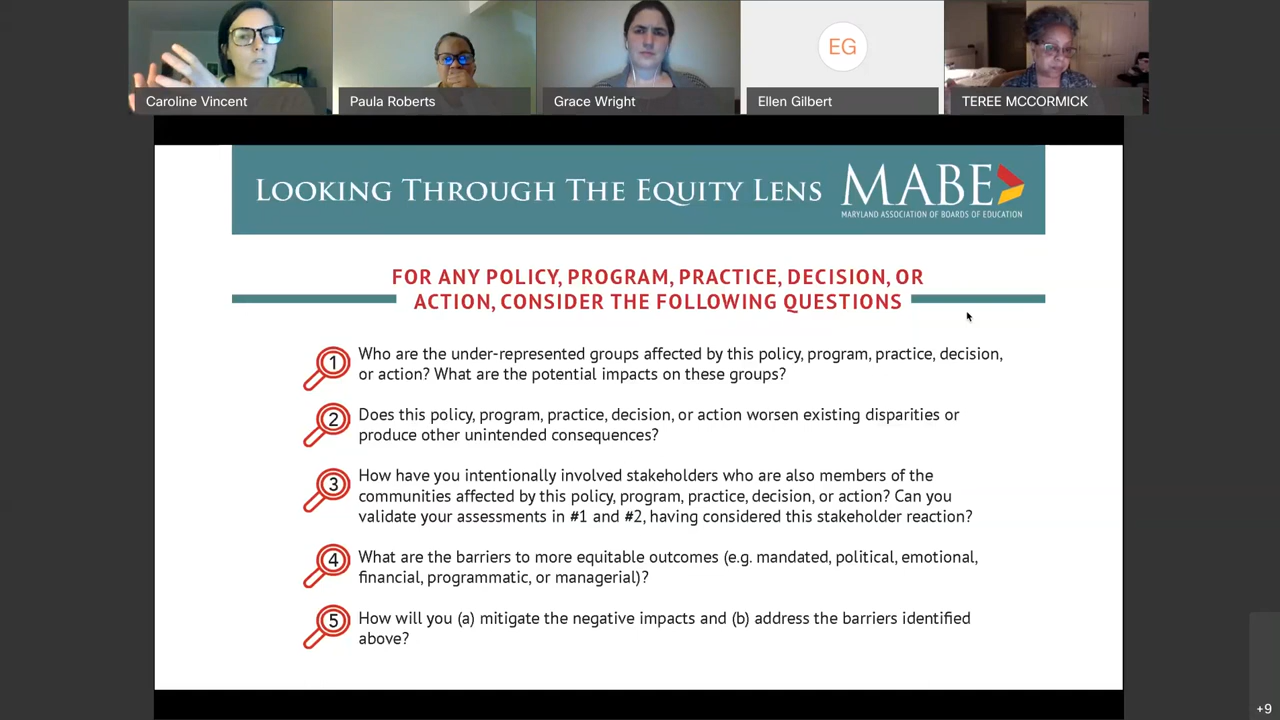 EG
Caroline Vincent
Paula Roberts
Grace Wright
Ellen Gilbert
TEREE MCCORMICK
LOOKING THROUGH THE EQUITY LENS
MABE
MARYLAND ASSOCIATION OF BOARDS OF EDUCATION
FOR ANY POLICY, PROGRAM, PRACTICE, DECISION, OR
ACTION, CONSIDER THE FOLLOWING QUESTIONS
1
Who are the under-represented groups affected by this policy, program, practice, decision,
or action? What are the potential impacts on these groups?
2
Does this policy, program, practice, decision, or action worsen existing disparities or
produce other unintended consequences?
3
How have you intentionally involved stakeholders who are also members of the
communities affected by this policy, program, practice, decision, or action? Can you
validate your assessments in #1 and #2, having considered this stakeholder reaction?
4
What are the barriers to more equitable outcomes (e.g. mandated, political, emotional,
financial, programmatic, or managerial)?
5
How will you (a) mitigate the negative impacts and (b) address the barriers identified
above?
+9